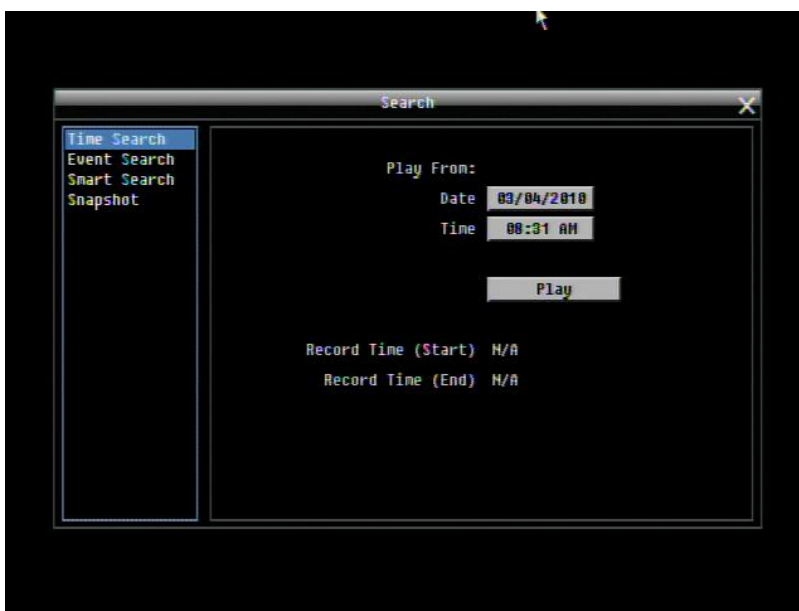 Search
Time Search
Event Search
Smart Search
Snapshot
Play From:
Date 03/04/2010
Time 08:31 AM
Play
Record Time (Start) N/A
Record Time (End) N/A